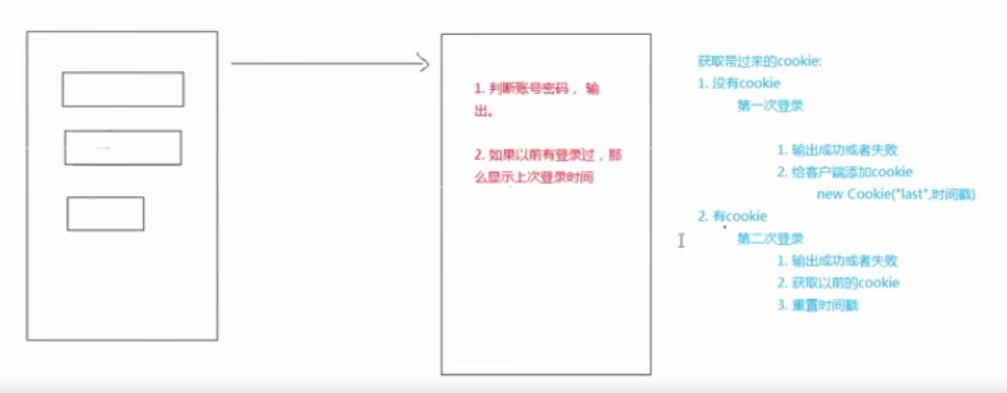 1. 判断账号密码，输
出。
2. 如果以前有登录过，那
么显示上次登录时间
获取带过来的cookie:
1. 没有cookie
第一次登录
1. 输出成功或者失败
2. 给客户端添加cookie
new Cookie("last",时间戳)
2. 有cookie
第二次登录
1. 输出成功或者失败
2. 获取以前的cookie
3. 重置时间戳